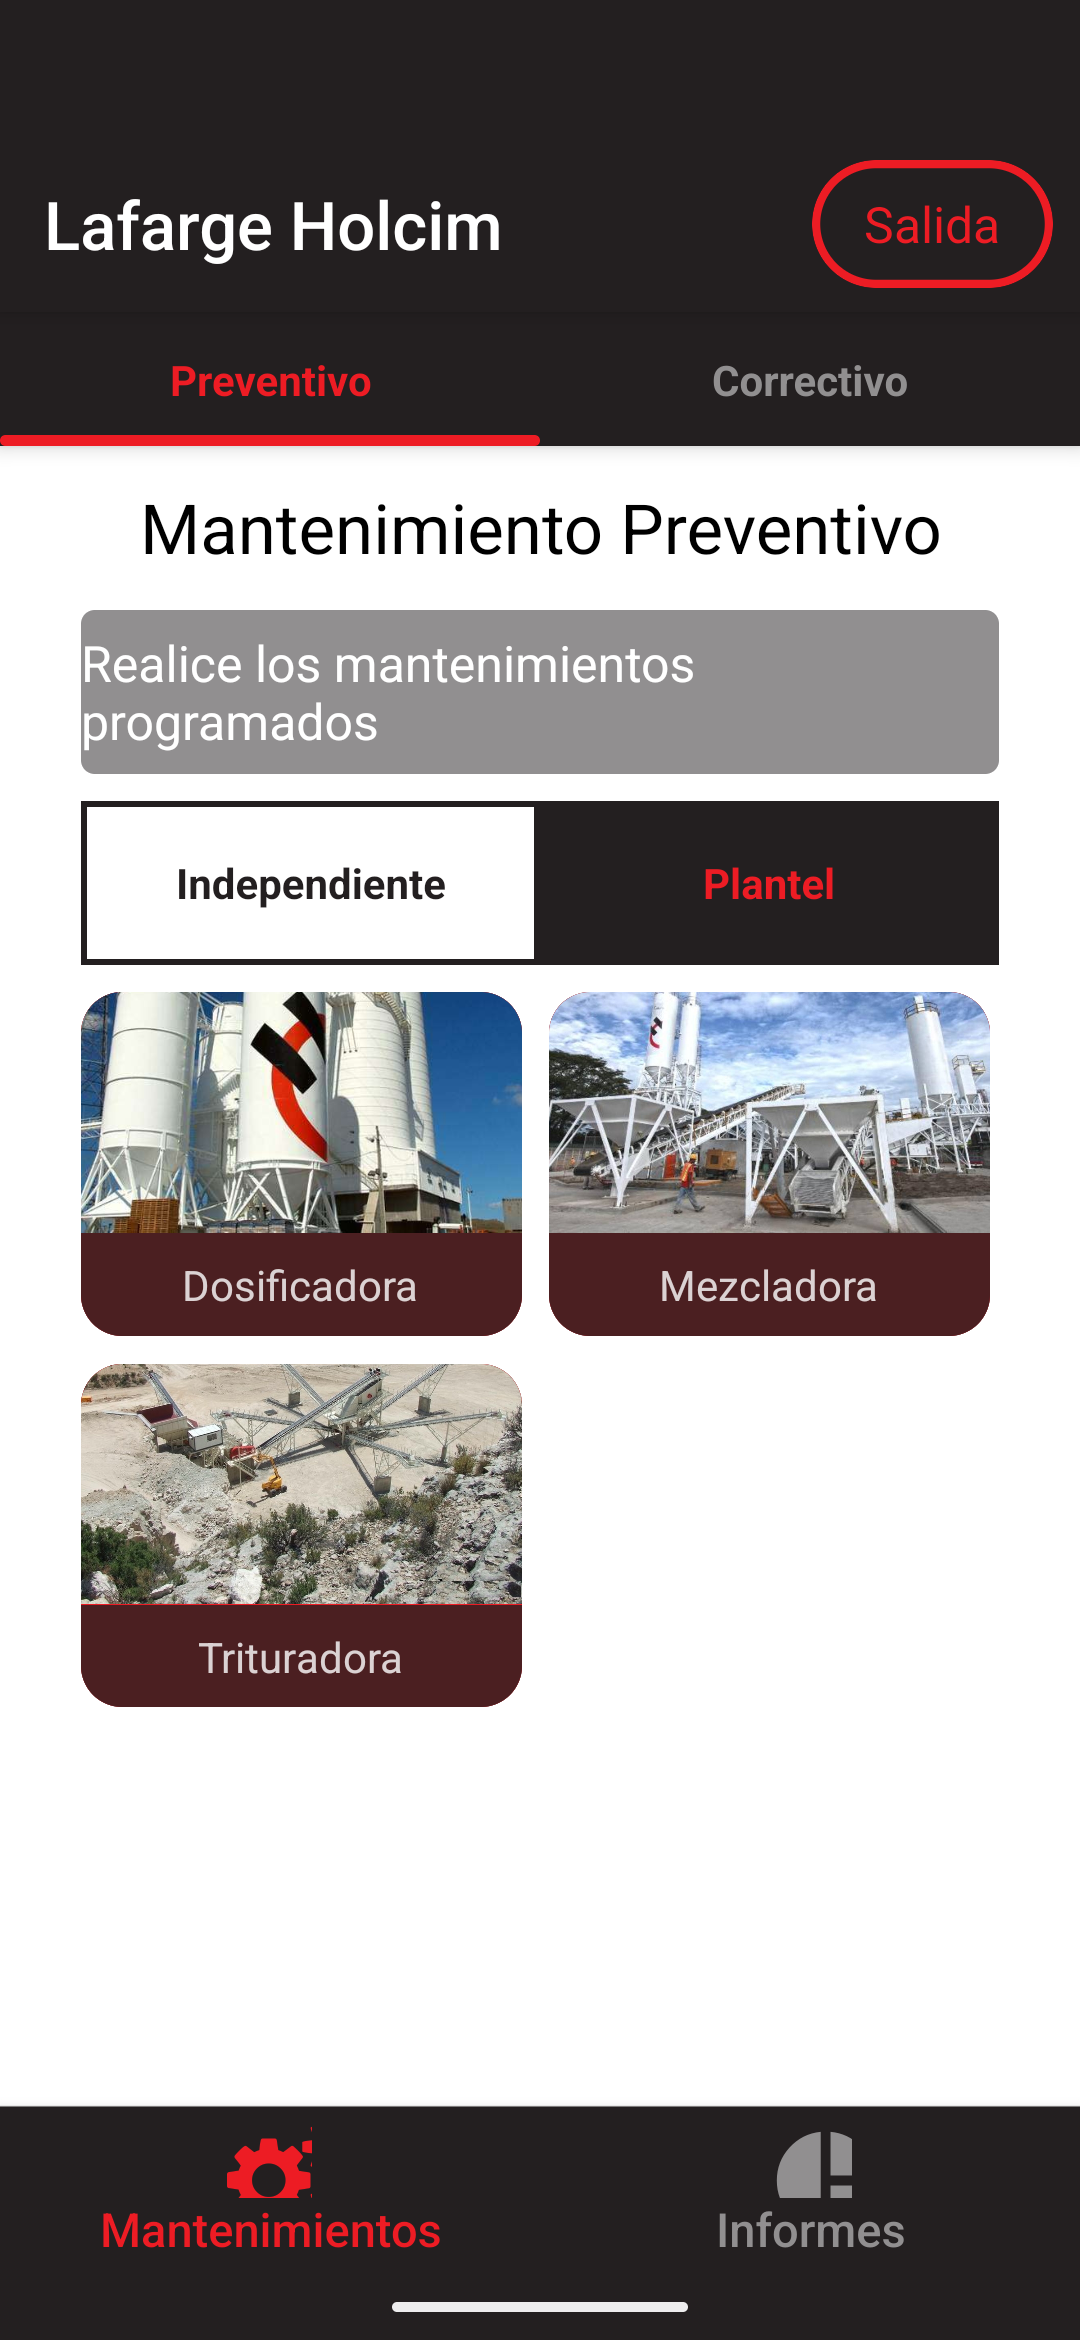 Lafarge Holcim
Salida
Preventivo
Correctivo
Mantenimiento Preventivo
Realice los mantenimientos
programados
Independiente
Plantel
Dosificadora
Mezcladora
Trituradora
Mantenimientos
Informes